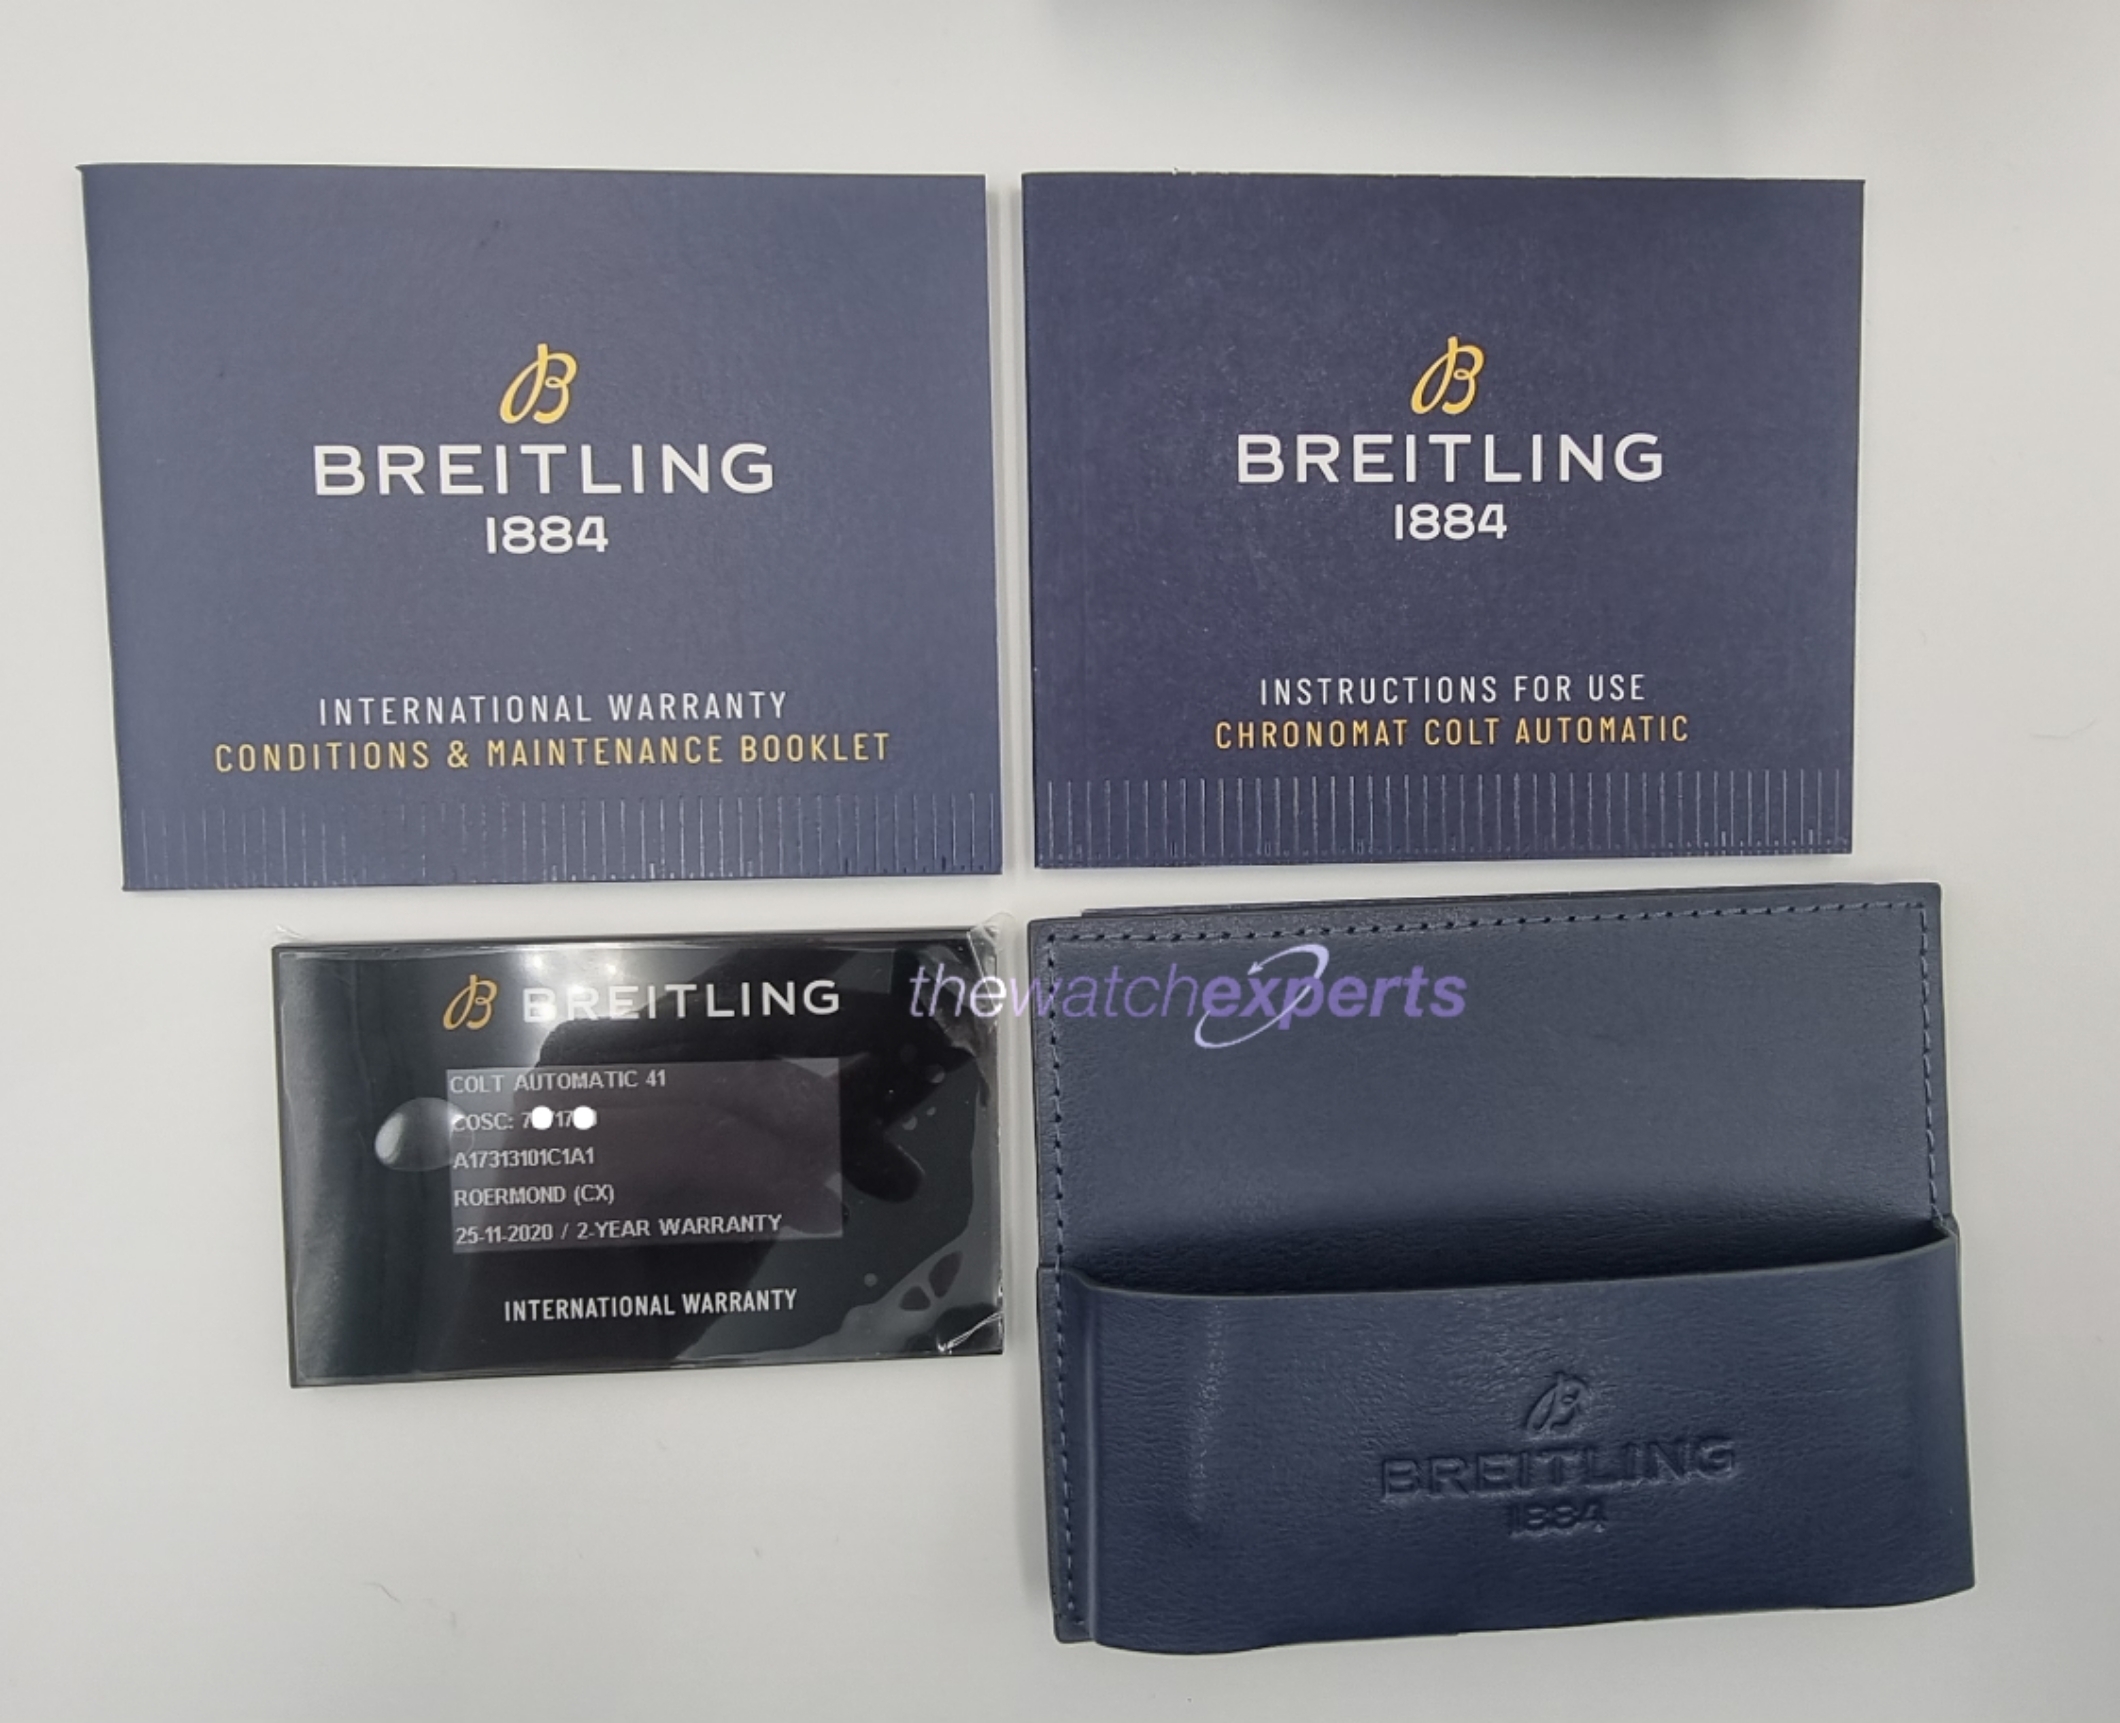 BREITLING
1884
INTERNATIONAL WARRANTY
CONDITIONS & MAINTENANCE BOOKLET
BREITLING
1884
INSTRUCTIONS FOR USE
CHRONOMAT COLT AUTOMATIC
BREITLING
COLT AUTOMATIC 41
COSC:
A17313101C1A1
ROERMOND (CX)
25-11-2020 / 2-YEAR WARRANTY
INTERNATIONAL WARRANTY
thewatchexperts
BREITLING
1884